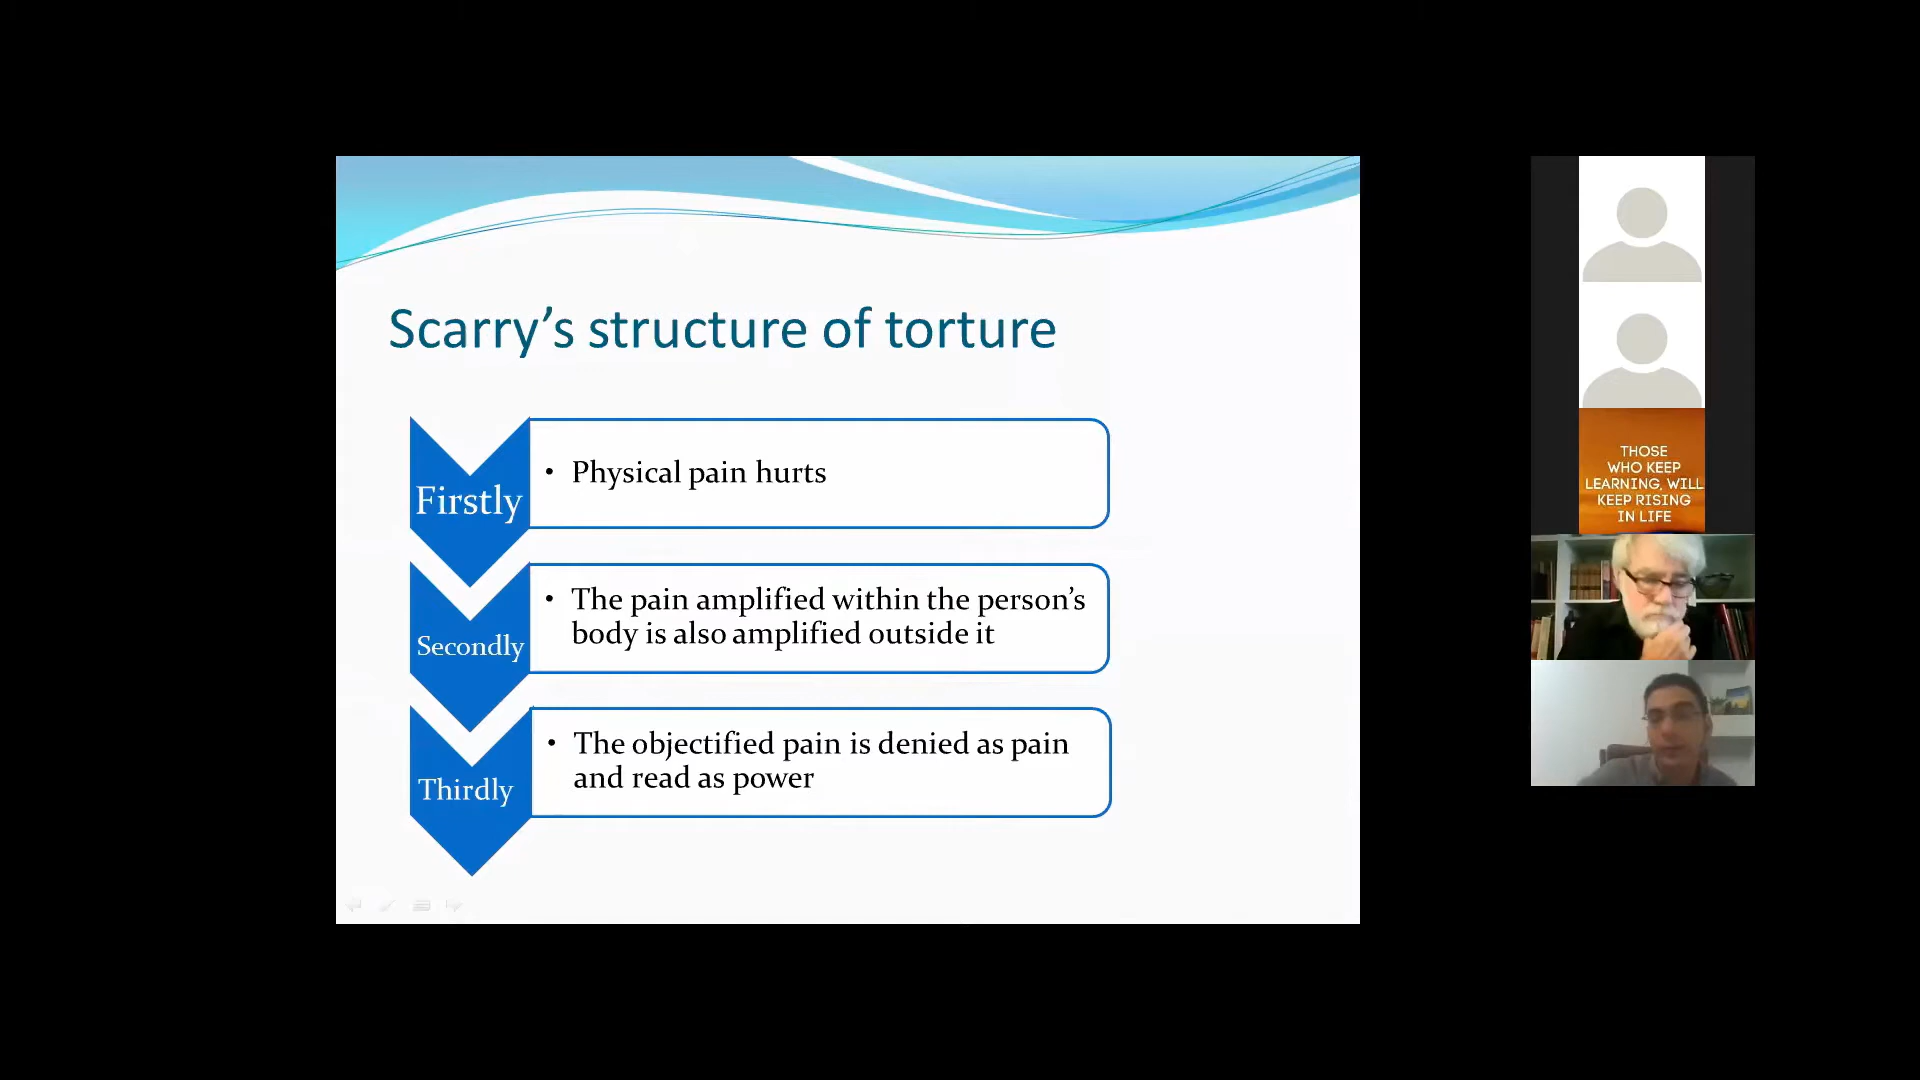 Scarry’s structure of torture
Firstly
• Physical pain hurts
Secondly
• The pain amplified within the person’s
body is also amplified outside it
Thirdly
• The objectified pain is denied as pain
and read as power
THOSE
WHO KEEP
LEARNING, WILL
KEEP RISING
IN LIFE